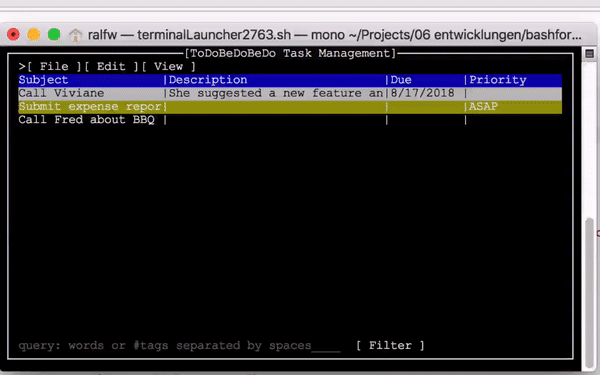 ralfw — terminalLauncher2763.sh — mono ~/Projects/06 entwicklungen/bashfor...
[ToDoBeDoBeDo Task Management]
>[ File ][ Edit ][ View ]
Subject |Description |Due |Priority
Call Viviane |She suggested a new feature an|8/17/2018 |
Submit expense repor| | |ASAP
Call Fred about BBQ | | |
query: words or #tags separated by spaces____ [ Filter ]